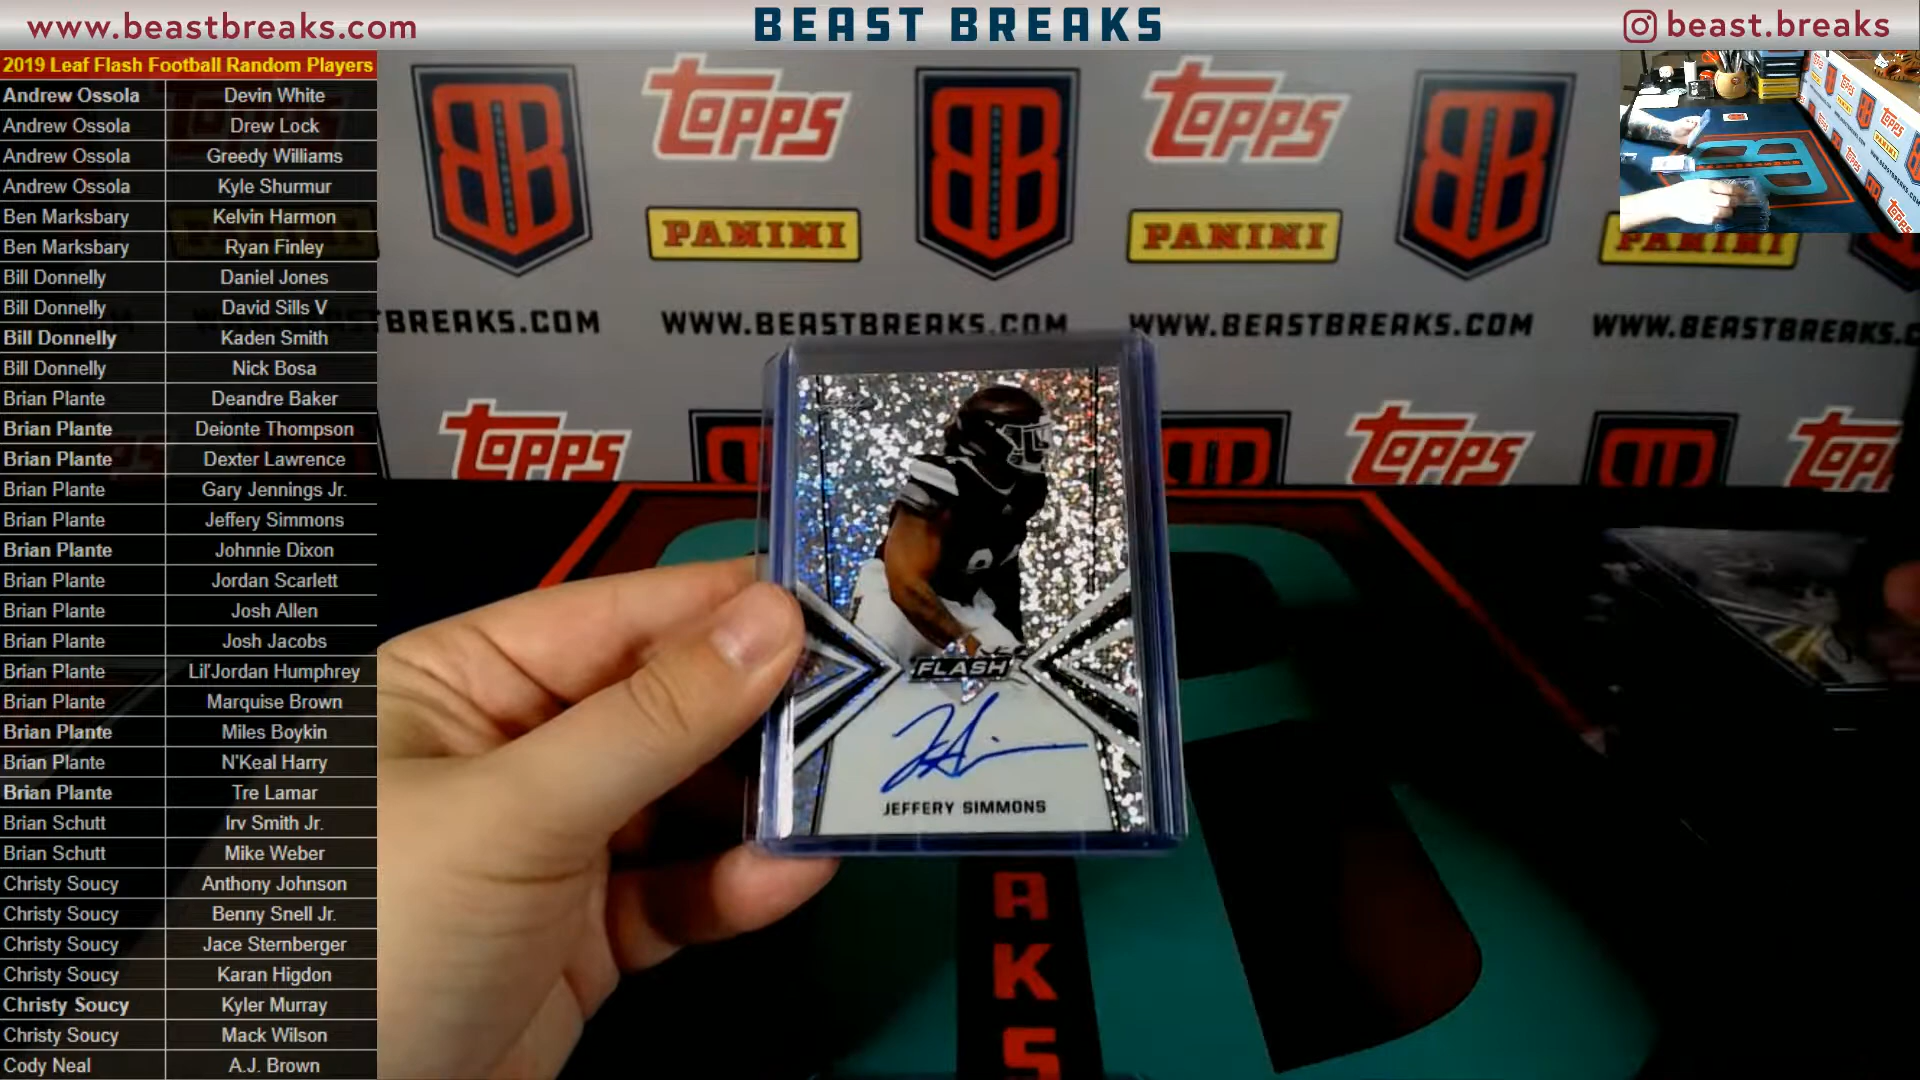 www.beastbreaks.com
BEAST BREAKS
beast.breaks
2019 Leaf Flash Football Random Players
Andrew Ossola Devin White
Andrew Ossola Drew Lock
Andrew Ossola Greedy Williams
Andrew Ossola Kyle Shurmur
Ben Marksbary Kelvin Harmon
Ben Marksbary Ryan Finley
Bill Donnelly Daniel Jones
Bill Donnelly David Sills V
Bill Donnelly Kaden Smith
Bill Donnelly Nick Bosa
Brian Plante Deandre Baker
Brian Plante Deionte Thompson
Brian Plante Dexter Lawrence
Brian Plante Gary Jennings Jr.
Brian Plante Jeffery Simmons
Brian Plante Johnnie Dixon
Brian Plante Jordan Scarlett
Brian Plante Josh Allen
Brian Plante Josh Jacobs
Brian Plante Lil'Jordan Humphrey
Brian Plante Marquise Brown
Brian Plante Miles Boykin
Brian Plante N'Keal Harry
Brian Plante Tre Lamar
Brian Schutt Irv Smith Jr.
Brian Schutt Mike Weber
Christy Soucy Anthony Johnson
Christy Soucy Benny Snell Jr.
Christy Soucy Jace Sternberger
Christy Soucy Karan Higdon
Christy Soucy Kyler Murray
Christy Soucy Mack Wilson
Cody Neal A.J. Brown
Topps Topps
PANINI PANINI PANINI
BREAKS.COM WWW.BEASTBREAKS.COM WWW.BEASTBREAKS.COM WWW.BEASTBREAKS.C
Topps Topps Topps
FLASH
JEFFERY SIMMONS
AKS